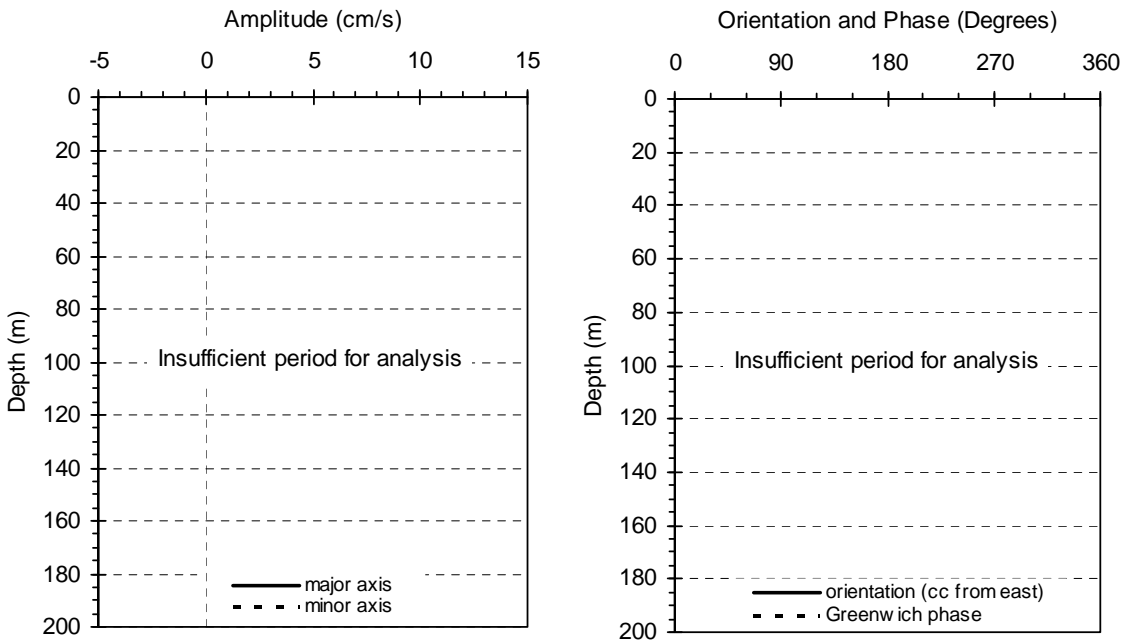 Amplitude (cm/s)
-5 0 5 10 15
0
20
40
60
80
100
120
140
160
180
200
Depth (m)
Insufficient period for analysis
major axis
minor axis
Orientation and Phase (Degrees)
0 90 180 270 360
0
20
40
60
80
100
120
140
160
180
200
Depth (m)
Insufficient period for analysis
orientation (cc from east)
Greenwich phase